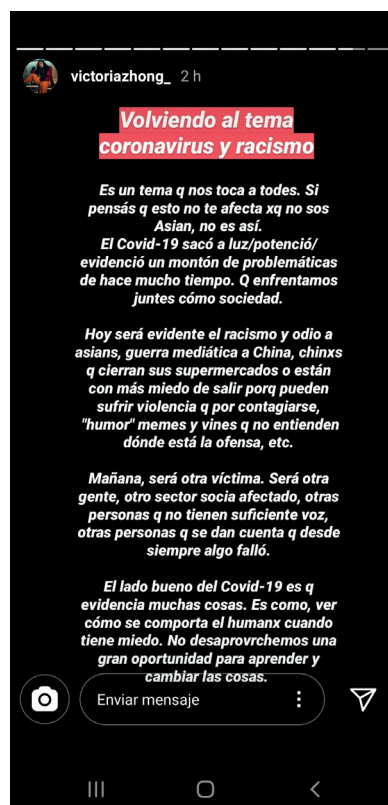 victoriazhong_ 2 h
Volviendo al tema
coronavirus y racismo
Es un tema q nos toca a todes. Si
pensás q esto no te afecta xq no sos
Asian, no es así.
El Covid-19 sacó a luz/potenció/
evidenció un montón de problemáticas
de hace mucho tiempo. Q enfrentamos
juntes cómo sociedad.
Hoy será evidente el racismo y odio a
asians, guerra mediática a China, chinxs
q cierran sus supermercados o están
con más miedo de salir porq pueden
sufrir violencia q por contagiarse,
"humor" memes y vines q no entienden
dónde está la ofensa, etc.
Mañana, será otra víctima. Será otra
gente, otro sector socia afectado, otras
personas q no tienen suficiente voz,
otras personas q se dan cuenta q desde
siempre algo falló.
El lado bueno del Covid-19 es q
evidencia muchas cosas. Es como, ver
cómo se comporta el humanx cuando
tiene miedo. No desaprovrchemos una
gran oportunidad para aprender y
cambiar las cosas.
Enviar mensaje